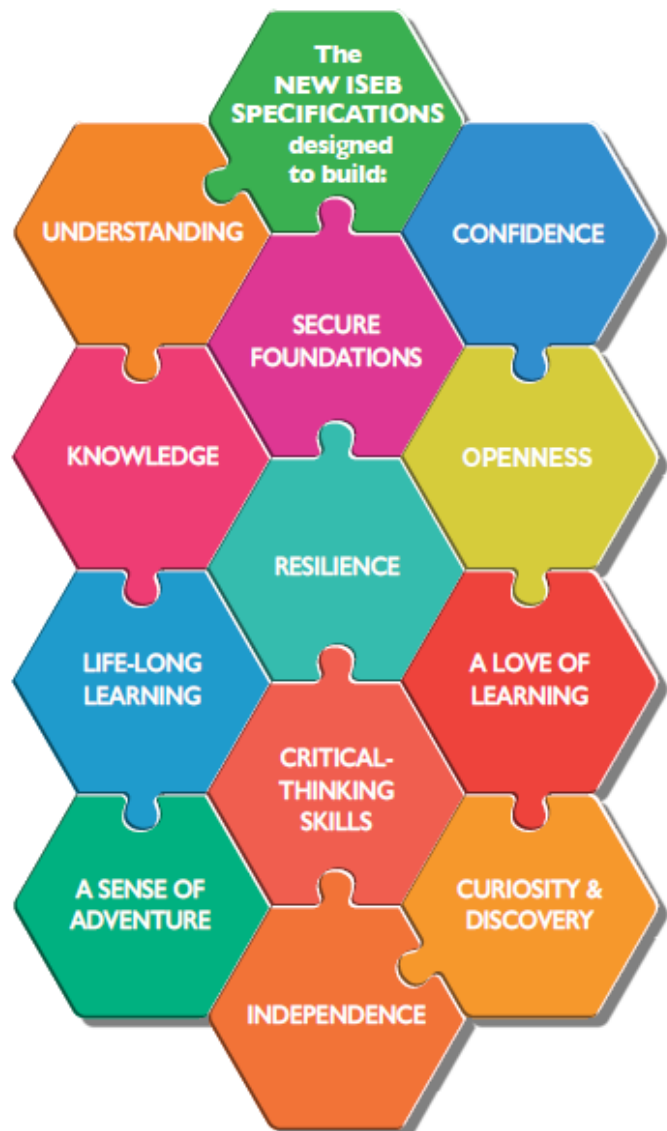 The
NEW ISEB
SPECIFICATIONS
designed
to build:
UNDERSTANDING
CONFIDENCE
SECURE
FOUNDATIONS
KNOWLEDGE
OPENNESS
RESILIENCE
LIFE-LONG
LEARNING
A LOVE OF
LEARNING
CRITICAL-
THINKING
SKILLS
A SENSE OF
ADVENTURE
CURIOSITY &
DISCOVERY
INDEPENDENCE